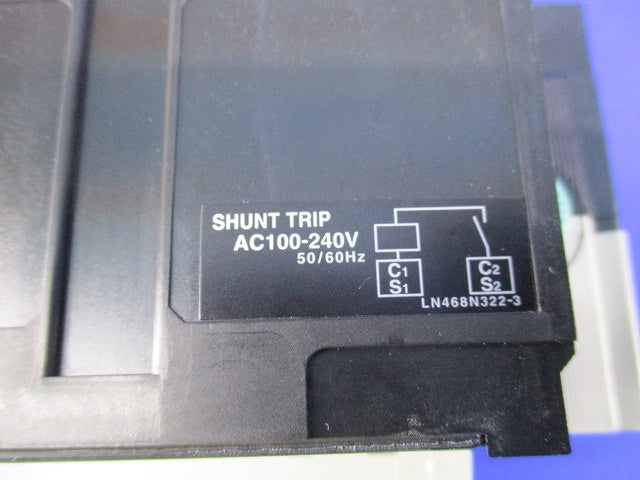 SHUNT TRIP
AC100-240V
50/60Hz
C1
S1
C2
S2
LN468N322-3